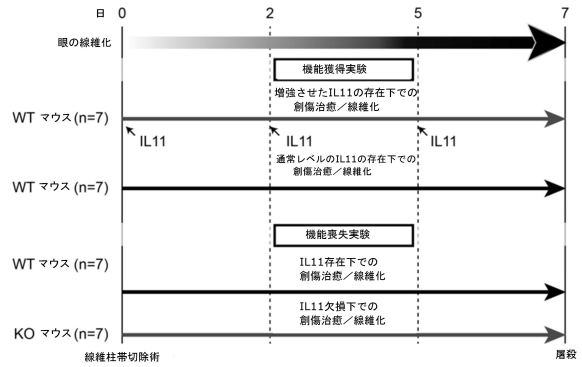 日 0 2 5 7
眼の線維化
機能獲得実験
増強させたIL11の存在下での
創傷治癒／線維化
WT マウス (n=7)
IL11 IL11 IL11
通常レベルのIL11の存在下での
創傷治癒／線維化
WT マウス (n=7)
機能喪失実験
WT マウス (n=7)
IL11存在下での
創傷治癒／線維化
IL11欠損下での
創傷治癒／線維化
KO マウス (n=7)
線維柱帯切除術
屠殺